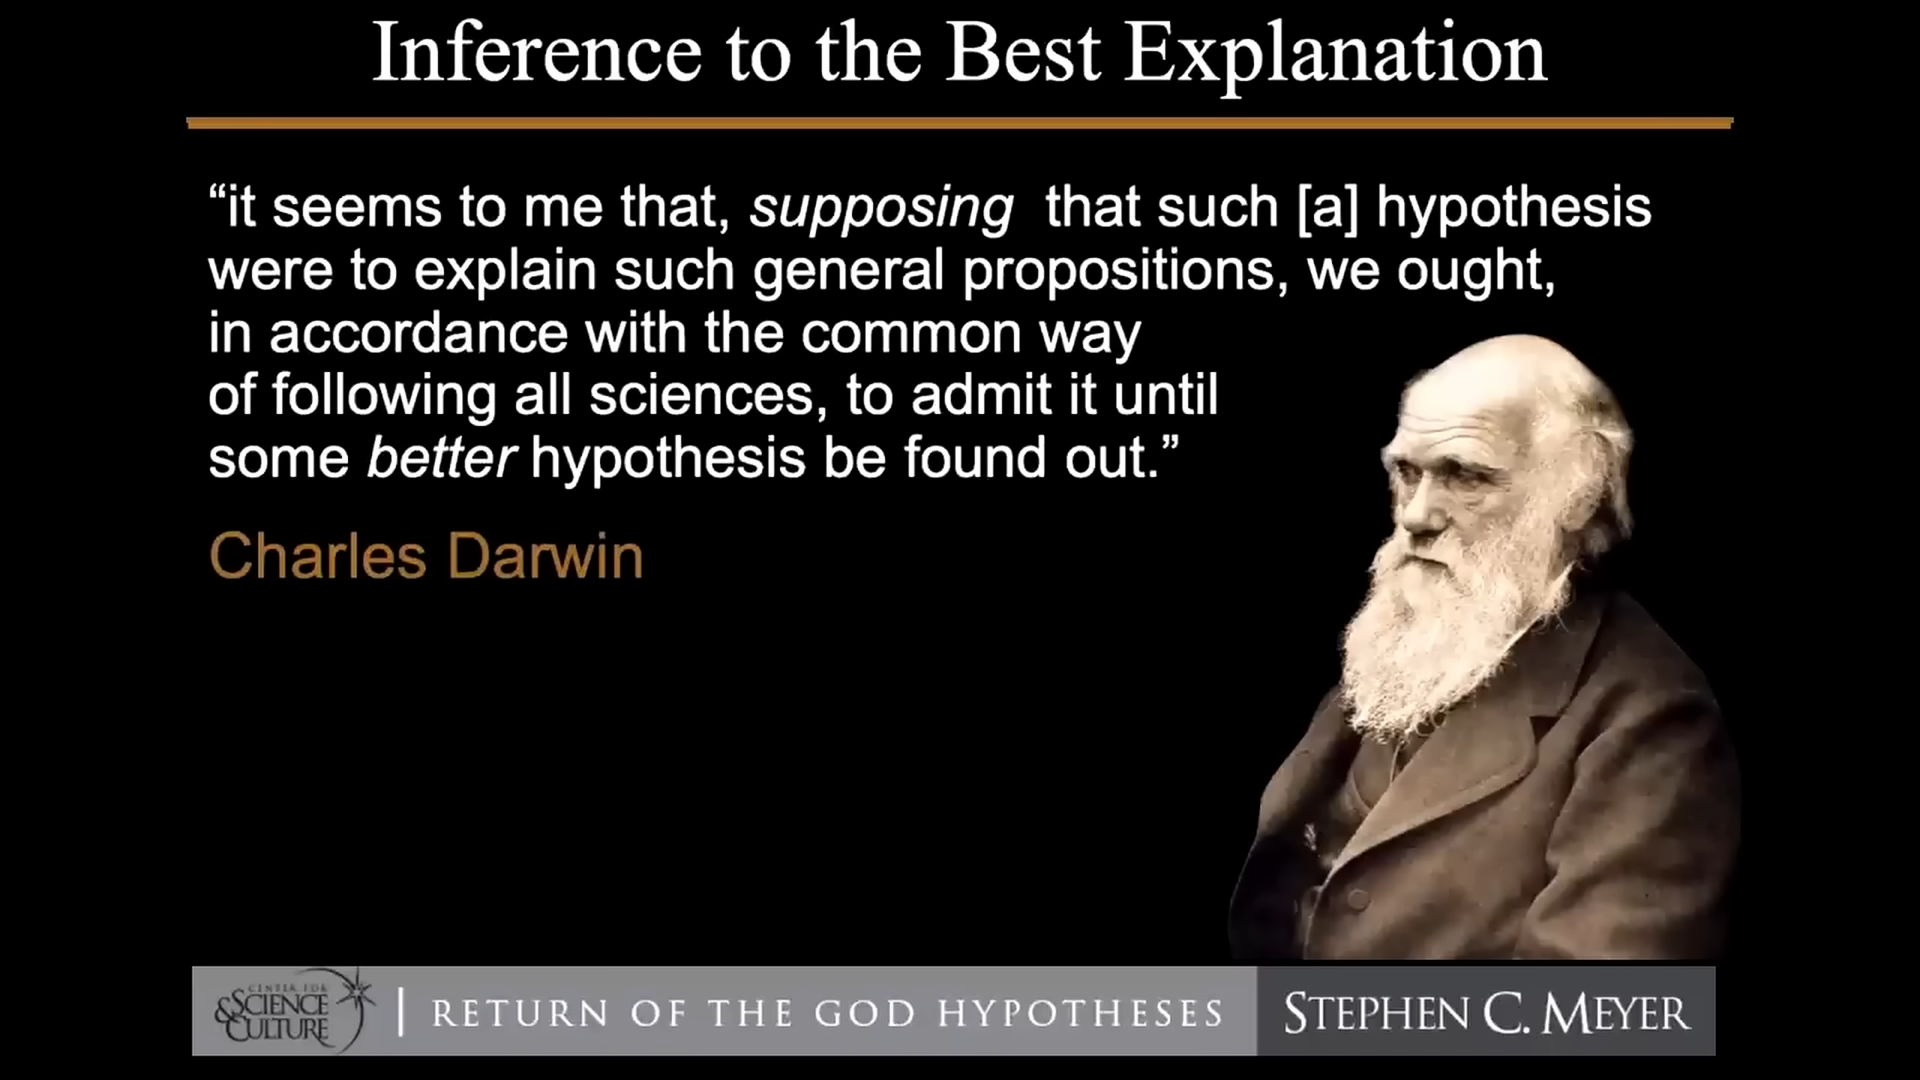 Inference to the Best Explanation
“it seems to me that, supposing that such [a] hypothesis
were to explain such general propositions, we ought,
in accordance with the common way
of following all sciences, to admit it until
some better hypothesis be found out.”
Charles Darwin
CENTER FOR
&SCIENCE
CULTURE
RETURN OF THE GOD HYPOTHESES
STEPHEN C. MEYER